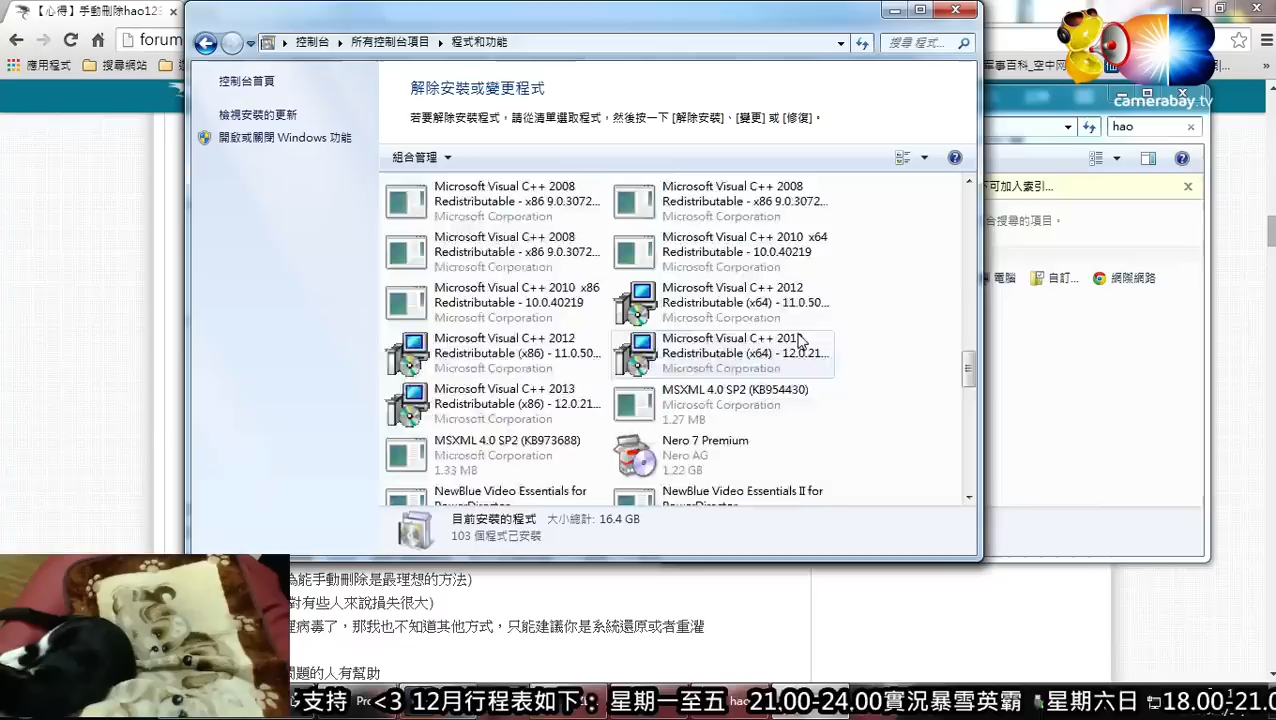 【心得】手動刪除hao12
forum
應用程式
搜尋網站
軍事百科_空中网
camerabay.tv
hao
可加入索引...
合搜尋的項目。
電腦
自訂...
網際網路
控制台
所有控制台項目
程式和功能
搜尋 程式...
控制台首頁
檢視安裝的更新
開啟或關閉 Windows 功能
解除安裝或變更程式
若要解除安裝程式，請從清單選取程式，然後按一下 [解除安裝]、[變更] 或 [修復]。
組合管理
Microsoft Visual C++ 2008
Redistributable - x86 9.0.3072...
Microsoft Corporation
Microsoft Visual C++ 2008
Redistributable - x86 9.0.3072...
Microsoft Corporation
Microsoft Visual C++ 2008
Redistributable - x86 9.0.3072...
Microsoft Corporation
Microsoft Visual C++ 2010 x64
Redistributable - 10.0.40219
Microsoft Corporation
Microsoft Visual C++ 2010 x86
Redistributable - 10.0.40219
Microsoft Corporation
Microsoft Visual C++ 2012
Redistributable (x64) - 11.0.50...
Microsoft Corporation
Microsoft Visual C++ 2012
Redistributable (x86) - 11.0.50...
Microsoft Corporation
Microsoft Visual C++ 201
Redistributable (x64) - 12.0.21...
Microsoft Corporation
Microsoft Visual C++ 2013
Redistributable (x86) - 12.0.21...
Microsoft Corporation
MSXML 4.0 SP2 (KB954430)
Microsoft Corporation
1.27 MB
MSXML 4.0 SP2 (KB973688)
Microsoft Corporation
1.33 MB
Nero 7 Premium
Nero AG
1.22 GB
NewBlue Video Essentials for
PowerDirector
NewBlue Video Essentials II for
PowerDirector
目前安裝的程式 大小總計: 16.4 GB
103 個程式已安裝
為能手動刪除是最理想的方法)
對有些人來說損失很大)
裡病毒了，那我也不知道其他方式，只能建議你是系統還原或者重灌
問題的人有幫助
支持 <3 12月行程表如下： 星期一至五 21.00-24.00實況暴雪英霸 星期六日 18.00-21.0